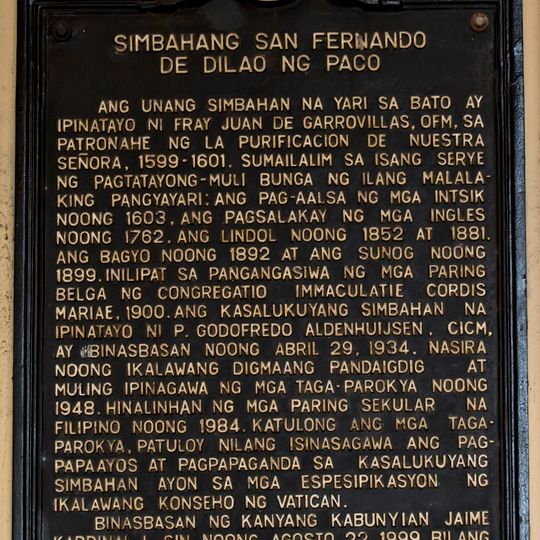 SIMBAHANG SAN FERNANDO
DE DILAO NG PACO
ANG UNANG SIMBAHAN NA YARI SA BATO AY
IPINATAYO NI FRAY JUAN DE GARROVILLAS, OFM, SA
PATRONAHE NG LA PURIFICACION DE NUESTRA
SEÑORA, 1599-1601. SUMAILALIM SA ISANG SERYE
NG PAGTATAYONG-MULI BUNGA NG ILANG MALALA-
KING PANGYAYARI: ANG PAG-AALSA NG MGA INTSIK
NOONG 1603, ANG PAGSALAKAY NG MGA INGLES
NOONG 1762, ANG LINDOL NOONG 1852 AT 1881.
ANG BAGYO NOONG 1892 AT ANG SUNOG NOONG
1899. INILIPAT SA PANGANGASIWA NG MGA PARING
BELGA NG CONGREGATIO IMMACULATIE CORDIS
MARIAE, 1900. ANG KASALUKUYANG SIMBAHAN NA
IPINATAYO NI P. GODOFREDO ALDENHUIJSEN, CICM,
AY BINASBASAN NOONG ABRIL 29, 1934. NASIRA
NOONG IKALAWANG DIGMAANG PANDAIGDIG AT
MULING IPINAGAWA NG MGA TAGA-PAROKYA NOONG
1948. HINALINHAN NG MGA PARING SEKULAR NA
FILIPINO NOONG 1984. KATULONG ANG MGA TAGA-
PAROKYA, PATULOY NILANG ISINASAGAWA ANG PAG-
PAPAAYOS AT PAGPAPAGANDA SA KASALUKUYANG
SIMBAHAN AYON SA MGA ESPESIPIKASYON NG
IKALAWANG KONSEHO NG VATICAN.
BINASBASAN NG KANYANG KABUNYIAN JAIME
KARDINAL L. SIN NOONG AGOSTO 22, 1999 BILANG